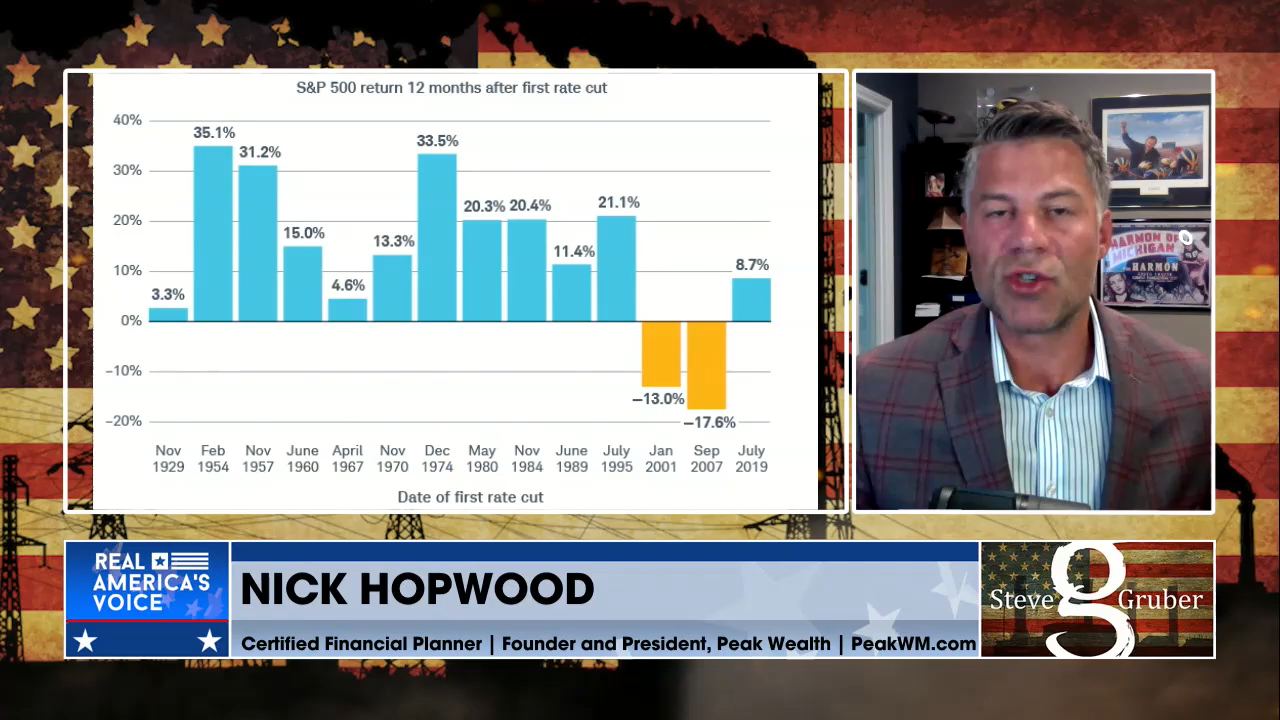 S&P 500 return 12 months after first rate cut
40%
30%
20%
10%
0%
−10%
−20%
3.3%
35.1%
31.2%
15.0%
4.6%
13.3%
33.5%
20.3%
20.4%
11.4%
21.1%
−13.0%
−17.6%
8.7%
Nov 1929
Feb 1954
Nov 1957
June 1960
April 1967
Nov 1970
Dec 1974
May 1980
Nov 1984
June 1989
July 1995
Jan 2001
Sep 2007
July 2019
Date of first rate cut
HARMON OF
MICHIGAN
HARMON
REAL
AMERICA'S
VOICE
NICK HOPWOOD
Certified Financial Planner | Founder and President, Peak Wealth | PeakWM.com
Steve g Gruber